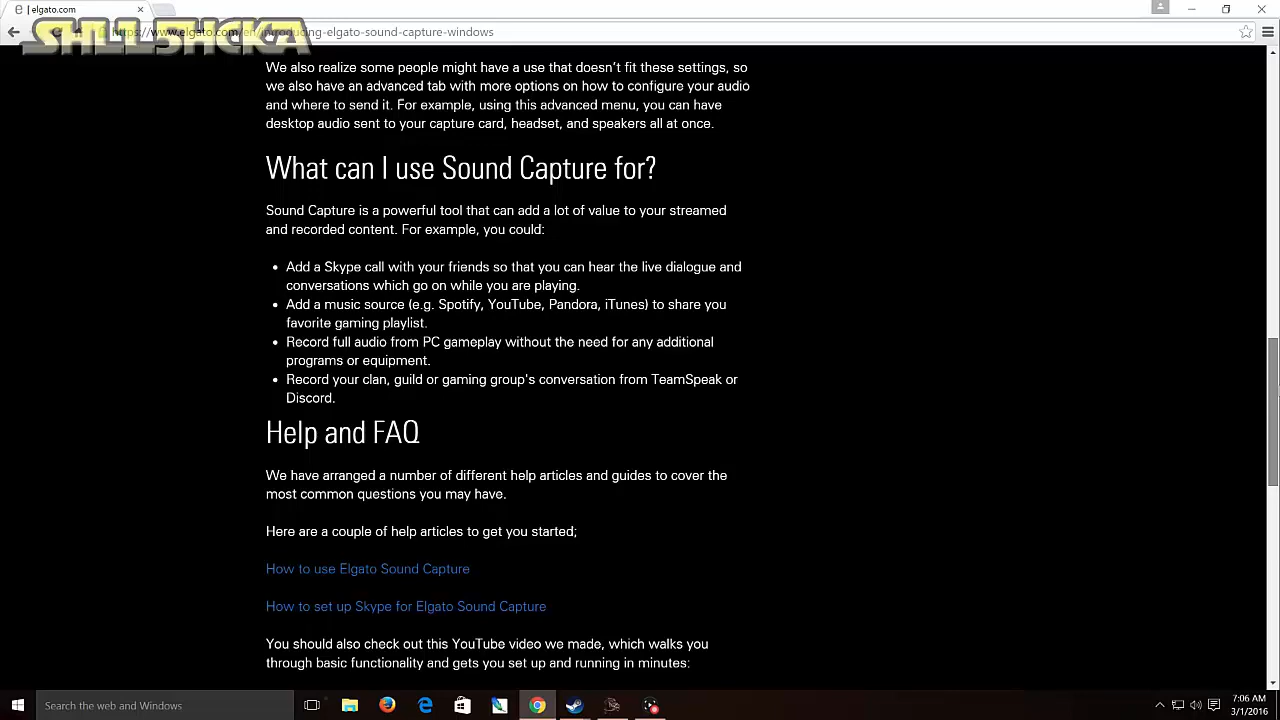 elgato.com
SHLLSHCKA
https://www.elgato.com/en/introducing-elgato-sound-capture-windows
We also realize some people might have a use that doesn't fit these settings, so
we also have an advanced tab with more options on how to configure your audio
and where to send it. For example, using this advanced menu, you can have
desktop audio sent to your capture card, headset, and speakers all at once.
What can I use Sound Capture for?
Sound Capture is a powerful tool that can add a lot of value to your streamed
and recorded content. For example, you could:
• Add a Skype call with your friends so that you can hear the live dialogue and
conversations which go on while you are playing.
• Add a music source (e.g. Spotify, YouTube, Pandora, iTunes) to share you
favorite gaming playlist.
• Record full audio from PC gameplay without the need for any additional
programs or equipment.
• Record your clan, guild or gaming group's conversation from TeamSpeak or
Discord.
Help and FAQ
We have arranged a number of different help articles and guides to cover the
most common questions you may have.
Here are a couple of help articles to get you started;
How to use Elgato Sound Capture
How to set up Skype for Elgato Sound Capture
You should also check out this YouTube video we made, which walks you
through basic functionality and gets you set up and running in minutes:
Search the web and Windows
7:06 AM
3/1/2016